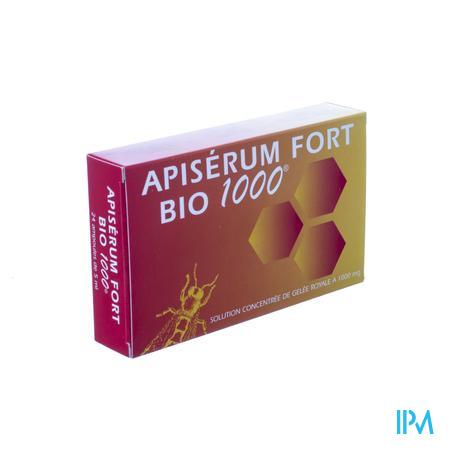 APISÉRUM FORT
BIO 1000®
SOLUTION CONCENTRÉE DE GELÉE ROYALE A 1000 mg
APISÉRUM FORT
BIO 1000®
24 ampoules de 5 ml
IPM